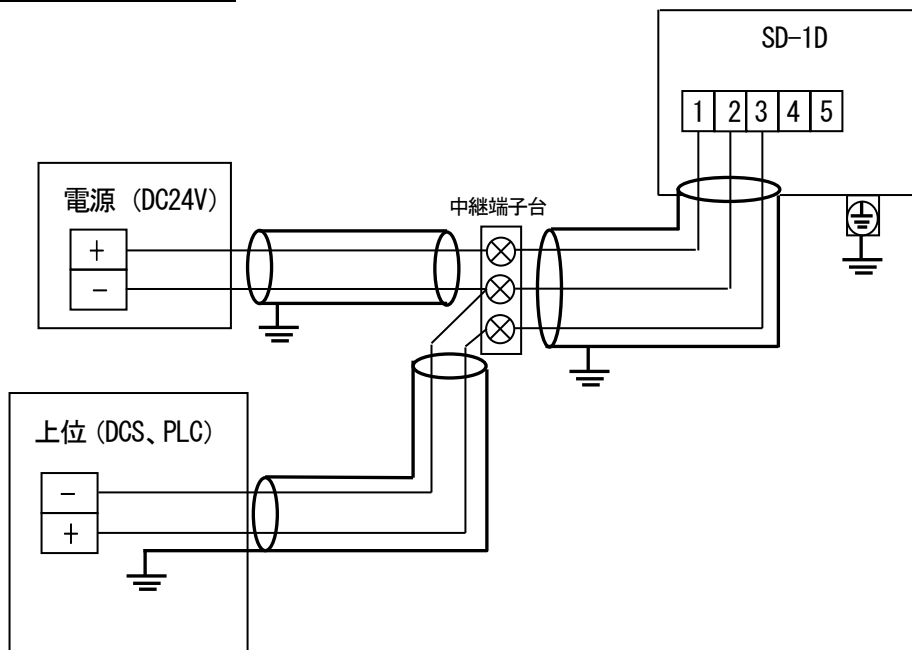 SD-1D
1 2 3 4 5
電源 (DC24V)
+
-
中継端子台
上位 (DCS、PLC)
-
+